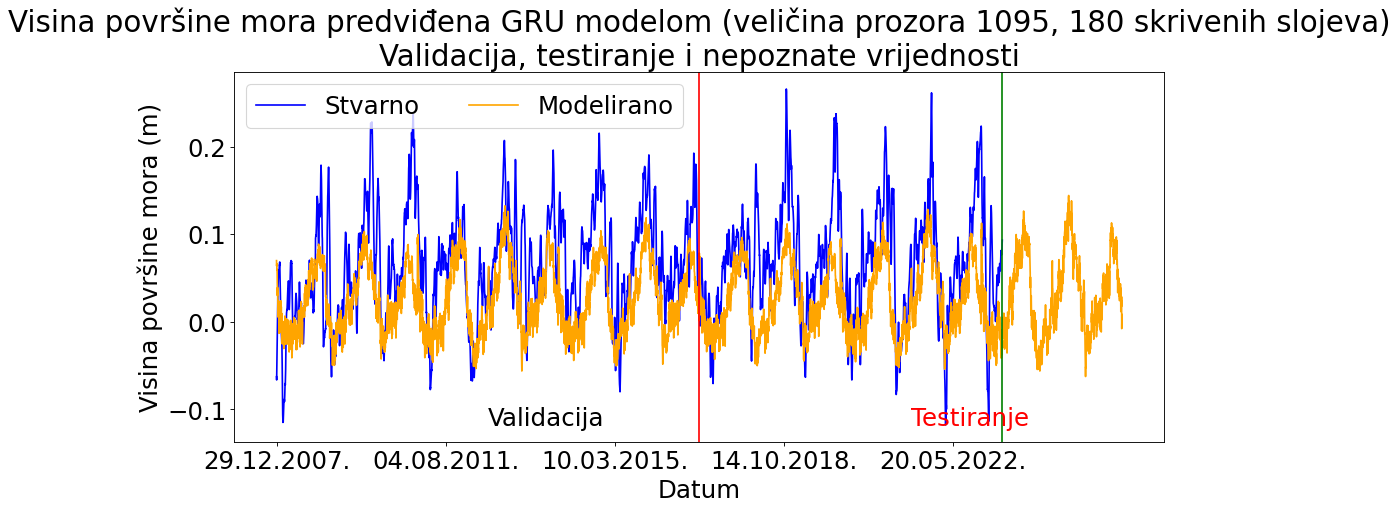 Visina površine mora predviđena GRU modelom (veličina prozora 1095, 180 skrivenih slojeva)
Validacija, testiranje i nepoznate vrijednosti
Stvarno
Modelirano
Visina površine mora (m)
0.2
0.1
0.0
−0.1
Validacija
Testiranje
29.12.2007.
04.08.2011.
10.03.2015.
14.10.2018.
20.05.2022.
Datum